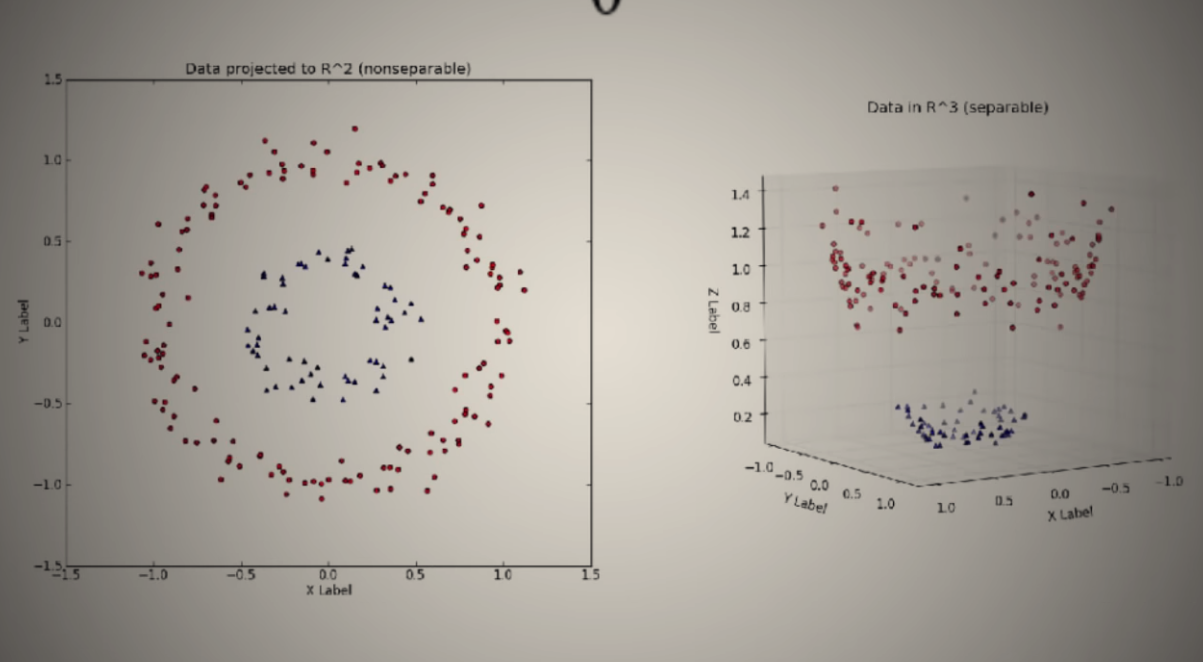 Data projected to R^2 (nonseparable)
1.5
1.0
0.5
0.0
−0.5
−1.0
−1.5
Y Label
−1.5 −1.0 −0.5 0.0 0.5 1.0 1.5
X Label
Data in R^3 (separable)
1.4
1.2
1.0
0.8
0.6
0.4
0.2
Z Label
−1.0 −0.5 0.0 0.5 1.0
Y Label
1.0 0.5 0.0 −0.5 −1.0
X Label